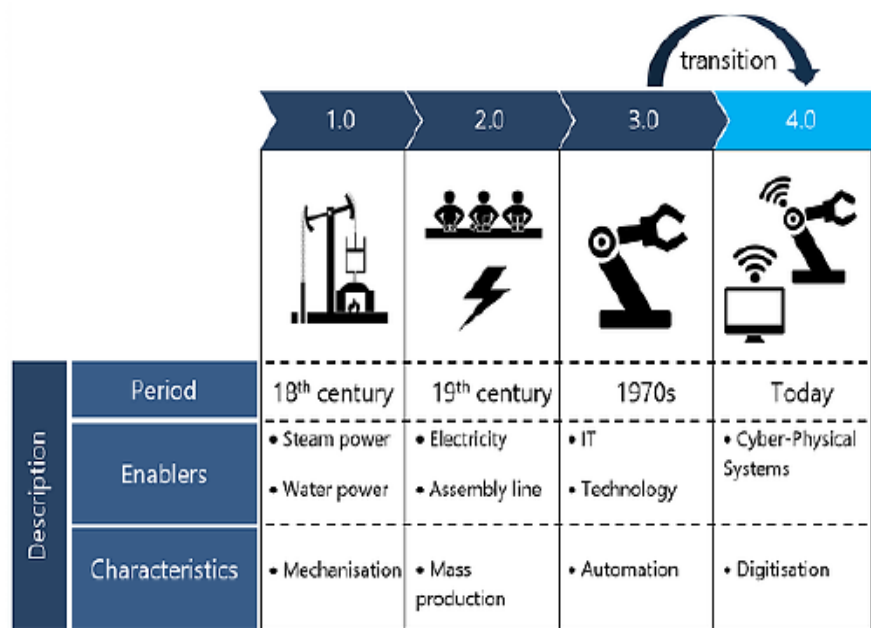 transition
1.0 2.0 3.0 4.0
Description
Period 18th century 19th century 1970s Today
Enablers
• Steam power • Electricity • IT • Cyber-Physical
Systems
• Water power • Assembly line • Technology
Characteristics • Mechanisation • Mass • Automation • Digitisation
production